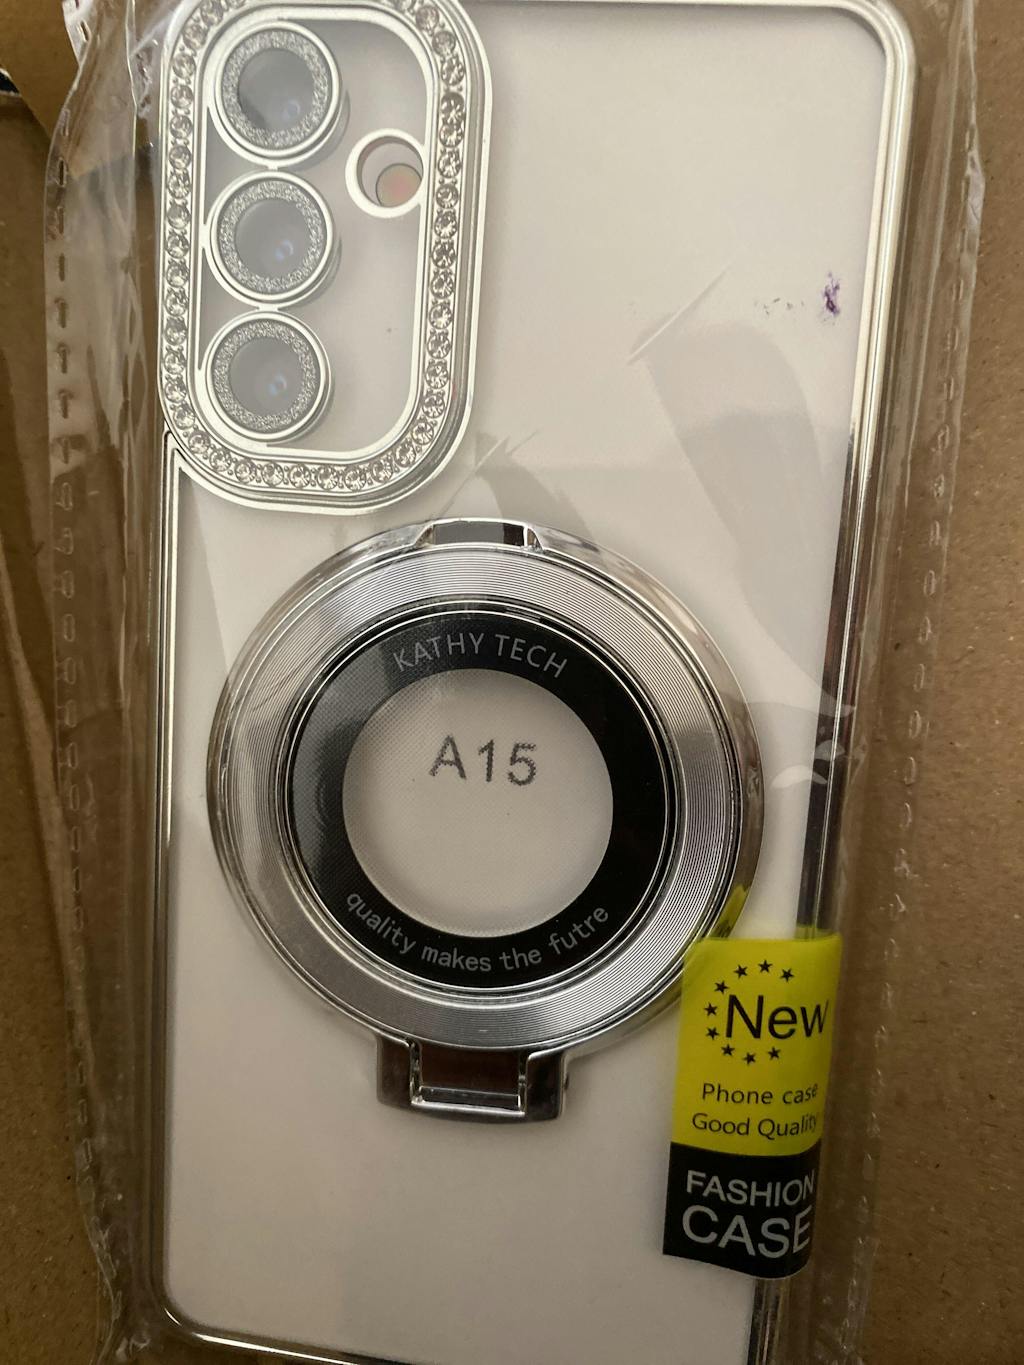 KATHY TECH
A15
quality makes the futre
New
Phone case
Good Quality
FASHION
CASE